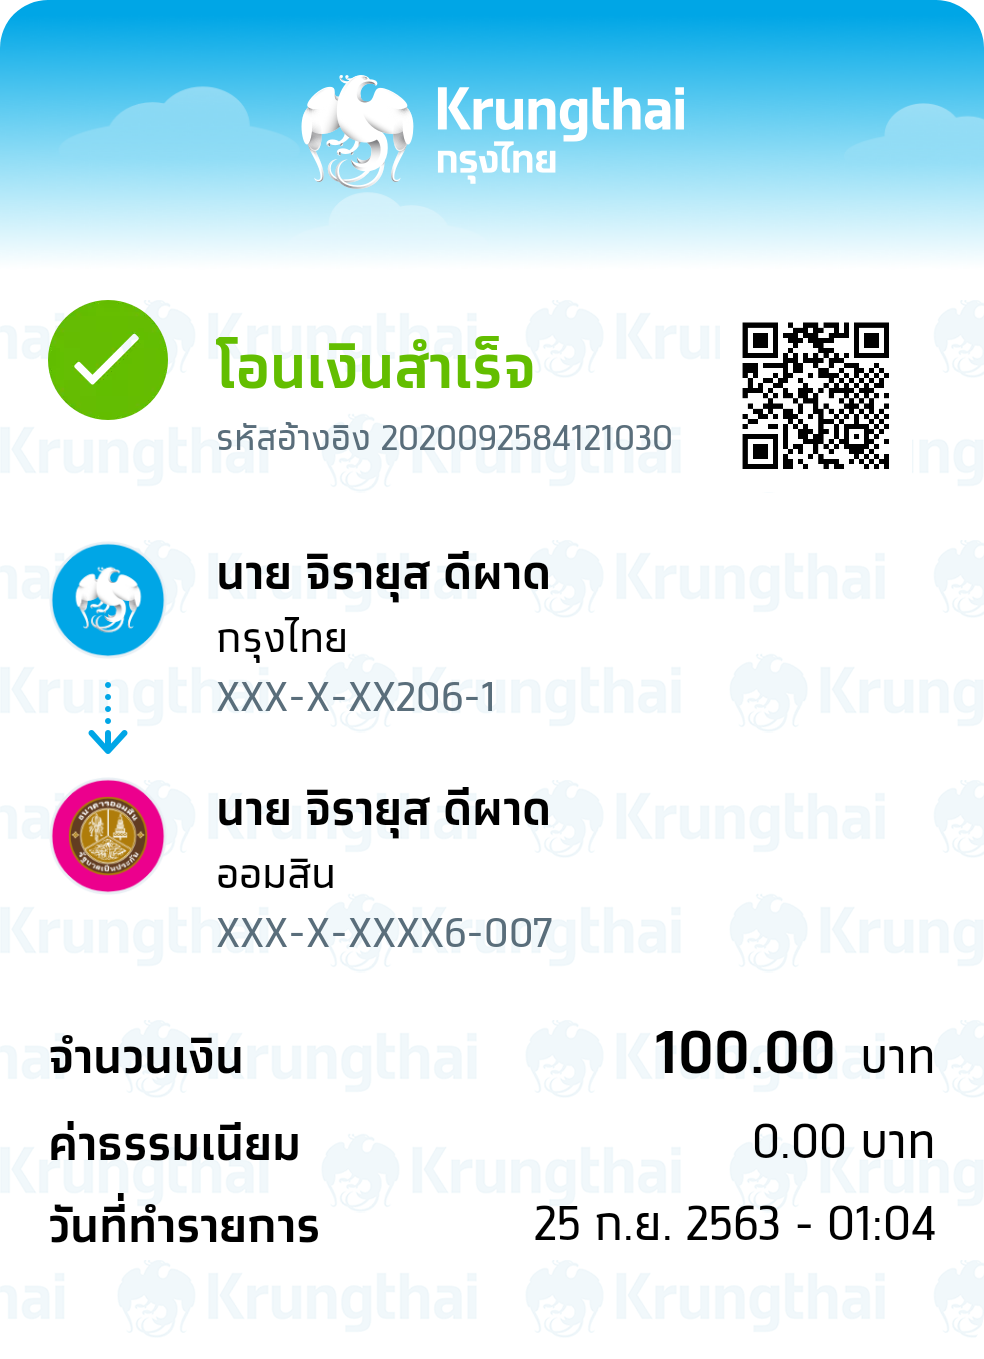 Krungthai
กรุงไทย
โอนเงินสำเร็จ
รหัสอ้างอิง 2020092584121030
นาย จิรายุส ดีผาด
กรุงไทย
XXX-X-XX206-1
นาย จิรายุส ดีผาด
ออมสิน
XXX-X-XXXX6-007
จำนวนเงิน 100.00 บาท
ค่าธรรมเนียม 0.00 บาท
วันที่ทำรายการ 25 ก.ย. 2563 - 01:04